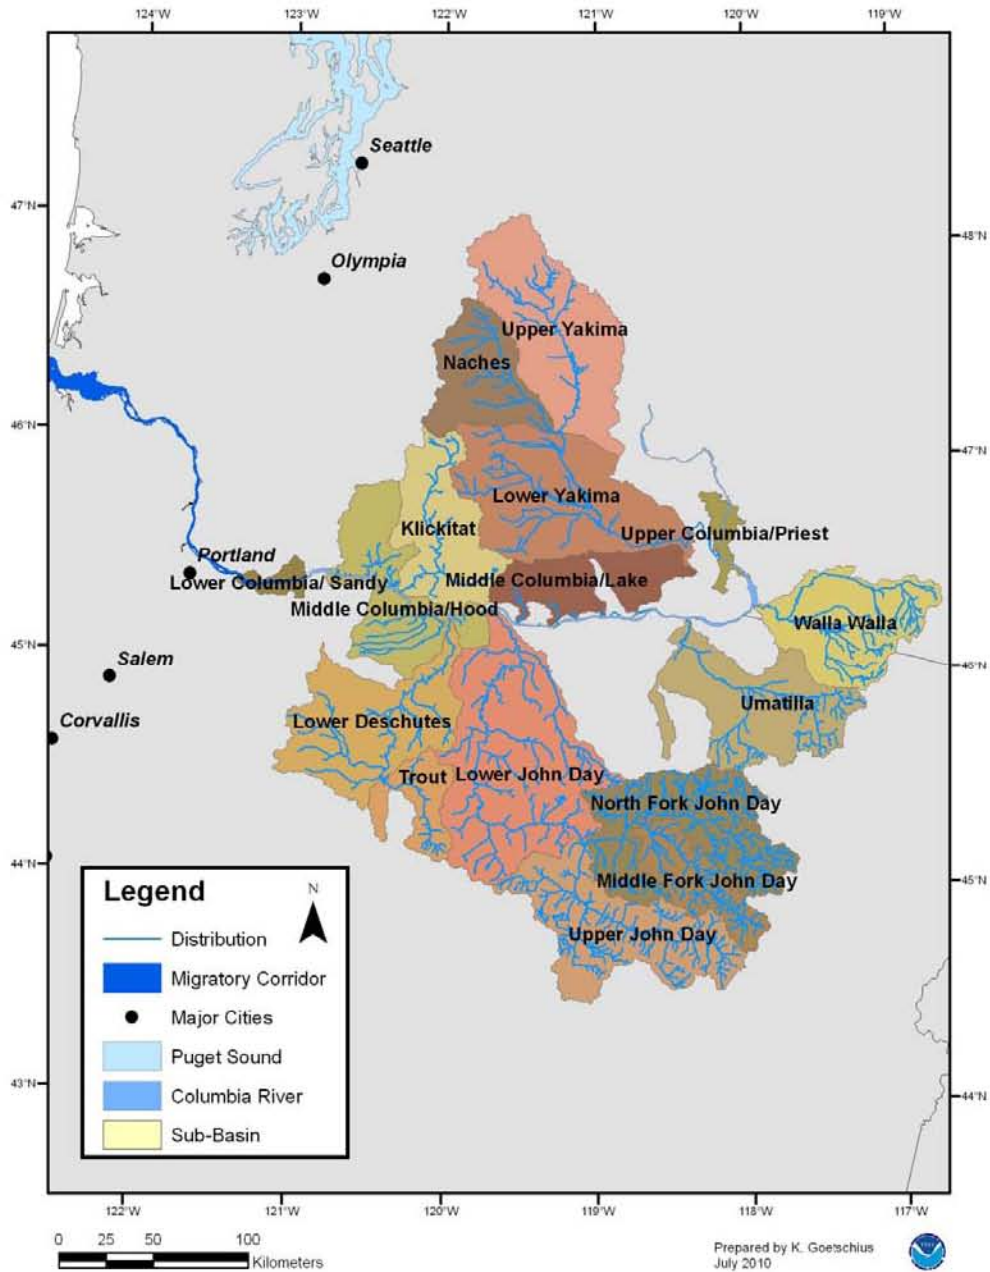 124°W 123°W 122°W 121°W 120°W 119°W
Seattle
47°N
48°N
Olympia
Upper Yakima
Naches
46°N
47°N
Lower Yakima
Klickitat
Upper Columbia/Priest
Portland
Middle Columbia/Lake
Lower Columbia/ Sandy
Middle Columbia/Hood
Walla Walla
45°N
46°N
Salem
Umatilla
Corvallis
Lower Deschutes
Trout
Lower John Day
North Fork John Day
44°N
45°N
Middle Fork John Day
Upper John Day
Legend
N
Distribution
Migratory Corridor
Major Cities
Puget Sound
Columbia River
Sub-Basin
43°N
44°N
122°W 121°W 120°W 119°W 118°W 117°W
0 25 50 100
Kilometers
Prepared by K. Goetschius
July 2010